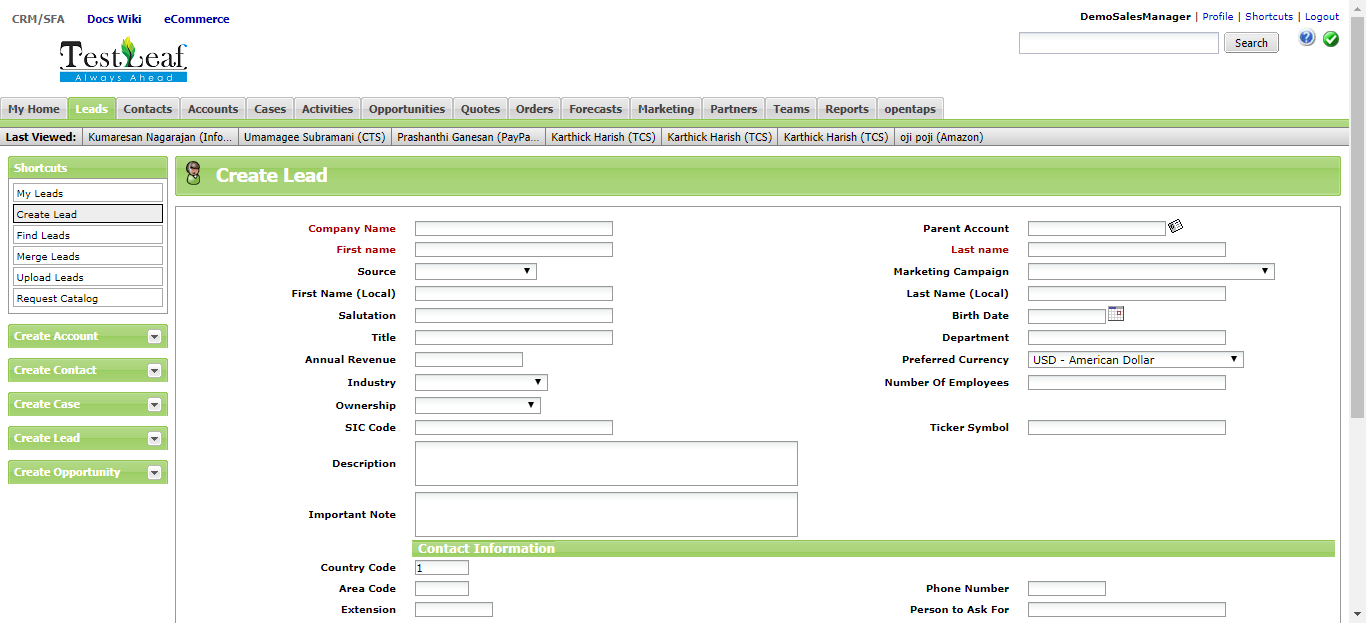 CRM/SFA Docs Wiki eCommerce
DemoSalesManager | Profile | Shortcuts | Logout
TestLeaf
Always Ahead
Search
My Home Leads Contacts Accounts Cases Activities Opportunities Quotes Orders Forecasts Marketing Partners Teams Reports opentaps
Last Viewed: Kumaresan Nagarajan (Info... Umamagee Subramani (CTS) Prashanthi Ganesan (PayPa... Karthick Harish (TCS) Karthick Harish (TCS) Karthick Harish (TCS) oji poji (Amazon)
Shortcuts
My Leads
Create Lead
Find Leads
Merge Leads
Upload Leads
Request Catalog
Create Account
Create Contact
Create Case
Create Lead
Create Opportunity
Create Lead
Company Name Parent Account
First name Last name
Source Marketing Campaign
First Name (Local) Last Name (Local)
Salutation Birth Date
Title Department
Annual Revenue Preferred Currency USD - American Dollar
Industry Number Of Employees
Ownership
SIC Code Ticker Symbol
Description
Important Note
Contact Information
Country Code 1
Area Code Phone Number
Extension Person to Ask For